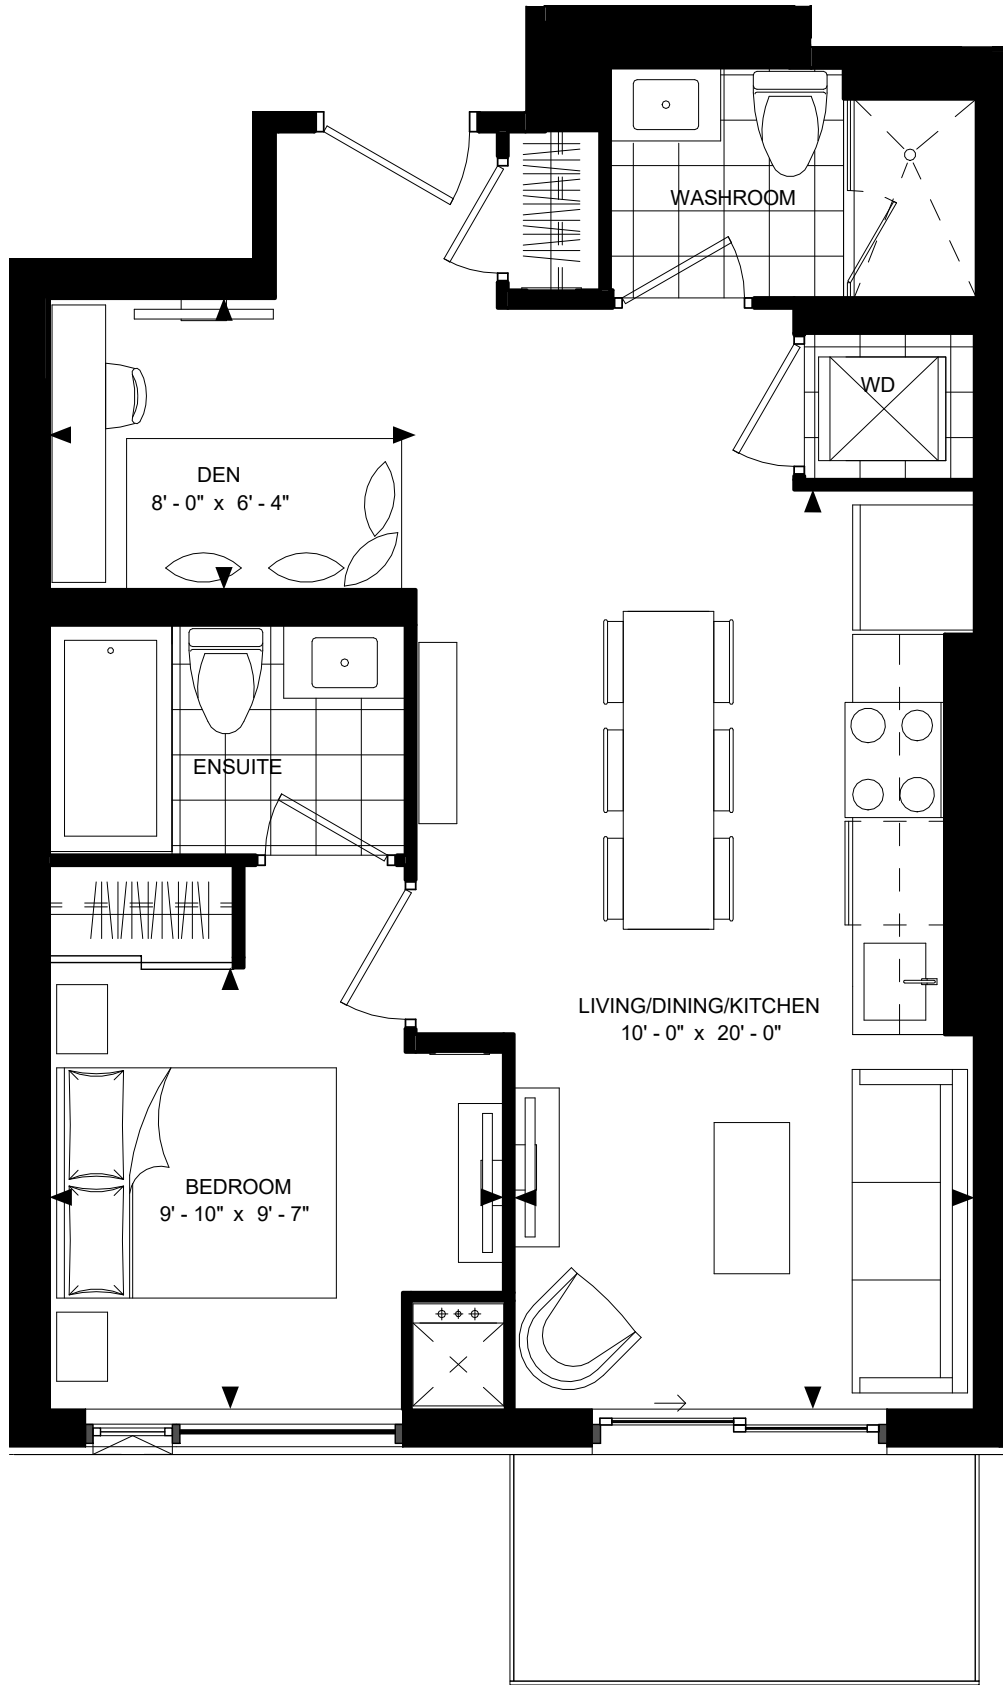 WASHROOM
WD
DEN
8' - 0" x 6' - 4"
ENSUITE
LIVING/DINING/KITCHEN
10' - 0" x 20' - 0"
BEDROOM
9' - 10" x 9' - 7"